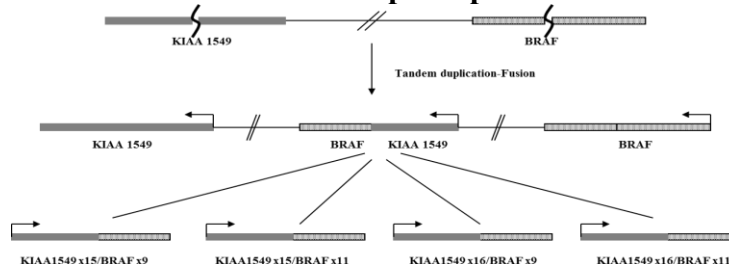 KIAA 1549 BRAF
Tandem duplication-Fusion
KIAA 1549 BRAF KIAA 1549 BRAF
KIAA1549 x15/BRAF x9 KIAA1549 x15/BRAF x11 KIAA1549 x16/BRAF x9 KIAA1549 x16/BRAF x11